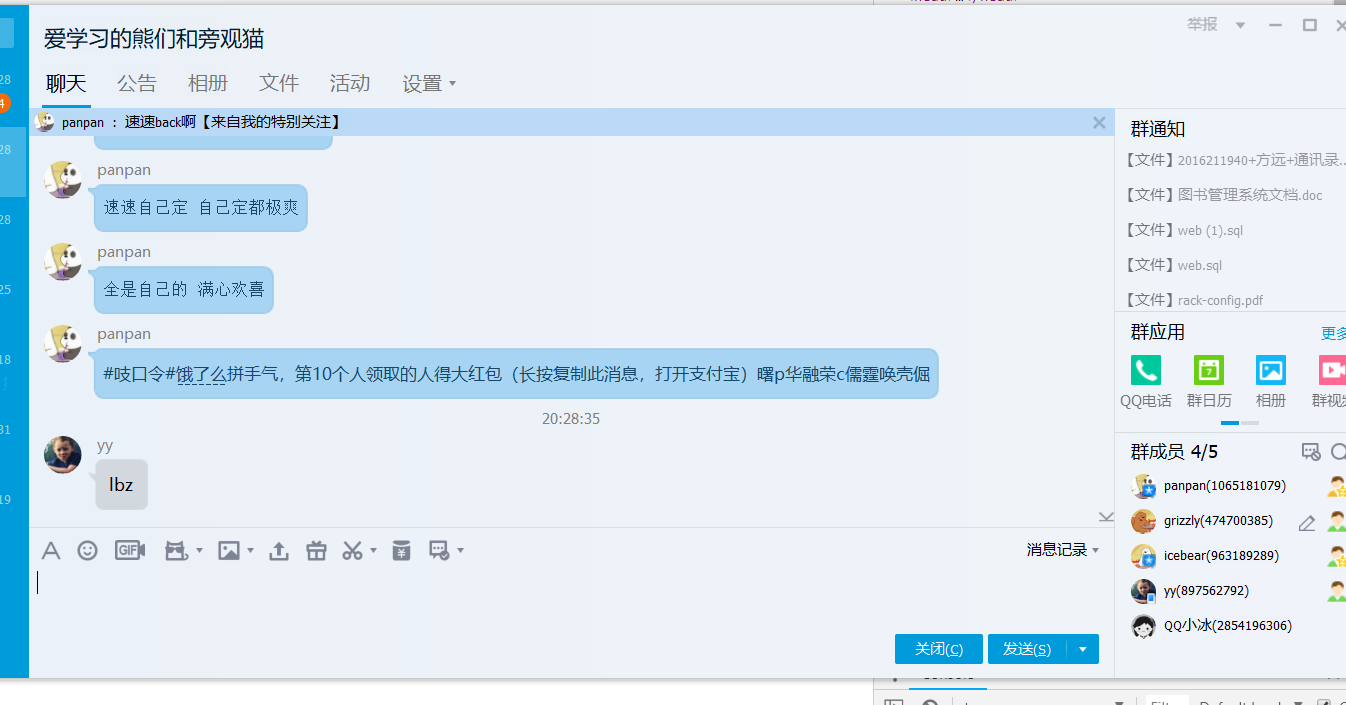 举报
爱学习的熊们和旁观猫
聊天 公告 相册 文件 活动 设置
panpan : 速速back啊【来自我的特别关注】
panpan
速速自己定 自己定都极爽
panpan
全是自己的 满心欢喜
panpan
#吱口令#饿了么拼手气，第10个人领取的人得大红包（长按复制此消息，打开支付宝）曙p华融荣c儒霆唤壳倔
20:28:35
yy
lbz
GIF
消息记录
关闭(C) 发送(S)
28
4
28
28
25
18
31
19
群通知
【文件】2016211940+方远+通讯录...
【文件】图书管理系统文档.doc
【文件】web (1).sql
【文件】web.sql
【文件】rack-config.pdf
群应用 更多
7
QQ电话 群日历 相册 群视频
群成员 4/5
panpan(1065181079)
grizzly(474700385)
icebear(963189289)
yy(897562792)
QQ小冰(2854196306)